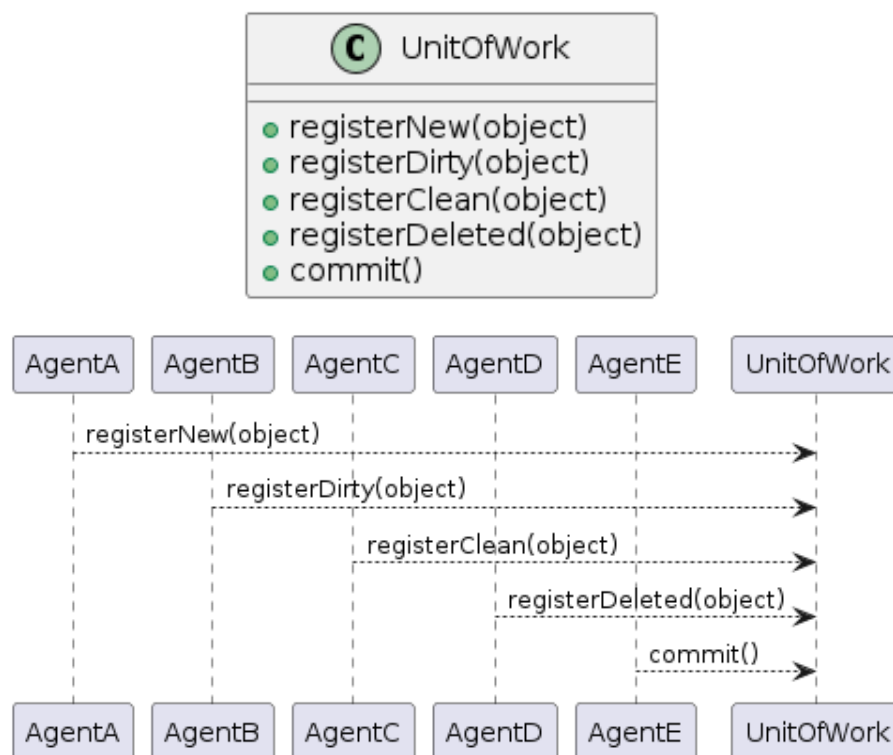 C UnitOfWork
registerNew(object)
registerDirty(object)
registerClean(object)
registerDeleted(object)
commit()
AgentA AgentB AgentC AgentD AgentE UnitOfWork
registerNew(object)
registerDirty(object)
registerClean(object)
registerDeleted(object)
commit()
AgentA AgentB AgentC AgentD AgentE UnitOfWork